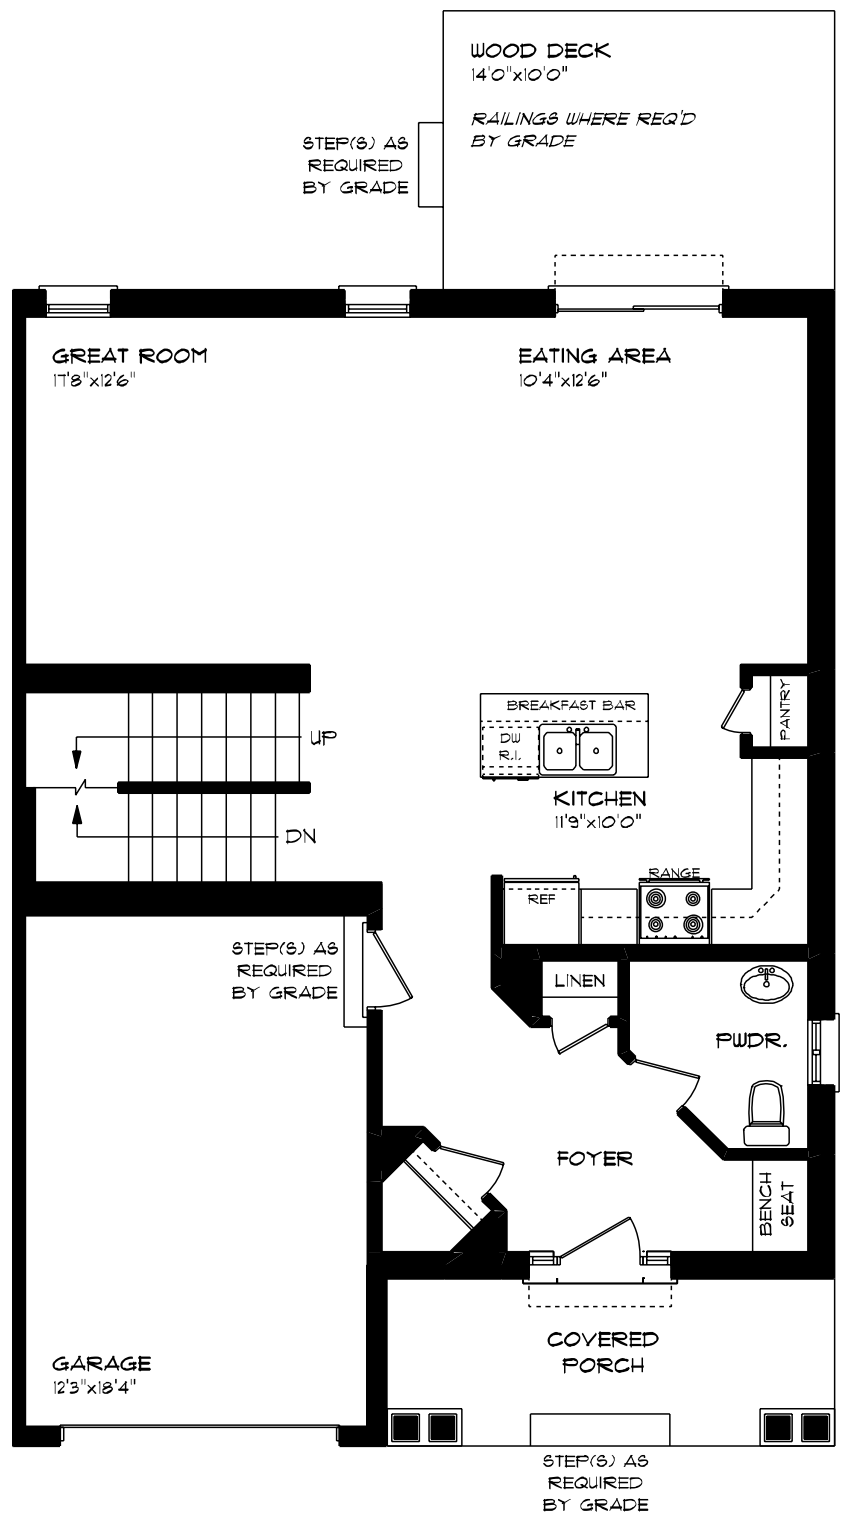 WOOD DECK
14'0"x10'0"
RAILINGS WHERE REQ'D
BY GRADE
STEP(S) AS
REQUIRED
BY GRADE
GREAT ROOM
17'8"x12'6"
EATING AREA
10'4"x12'6"
UP
DN
BREAKFAST BAR
DW
R.I.
PANTRY
KITCHEN
11'9"x10'0"
RANGE
REF
STEP(S) AS
REQUIRED
BY GRADE
LINEN
PWDR.
FOYER
BENCH
SEAT
COVERED
PORCH
GARAGE
12'3"x18'4"
STEP(S) AS
REQUIRED
BY GRADE